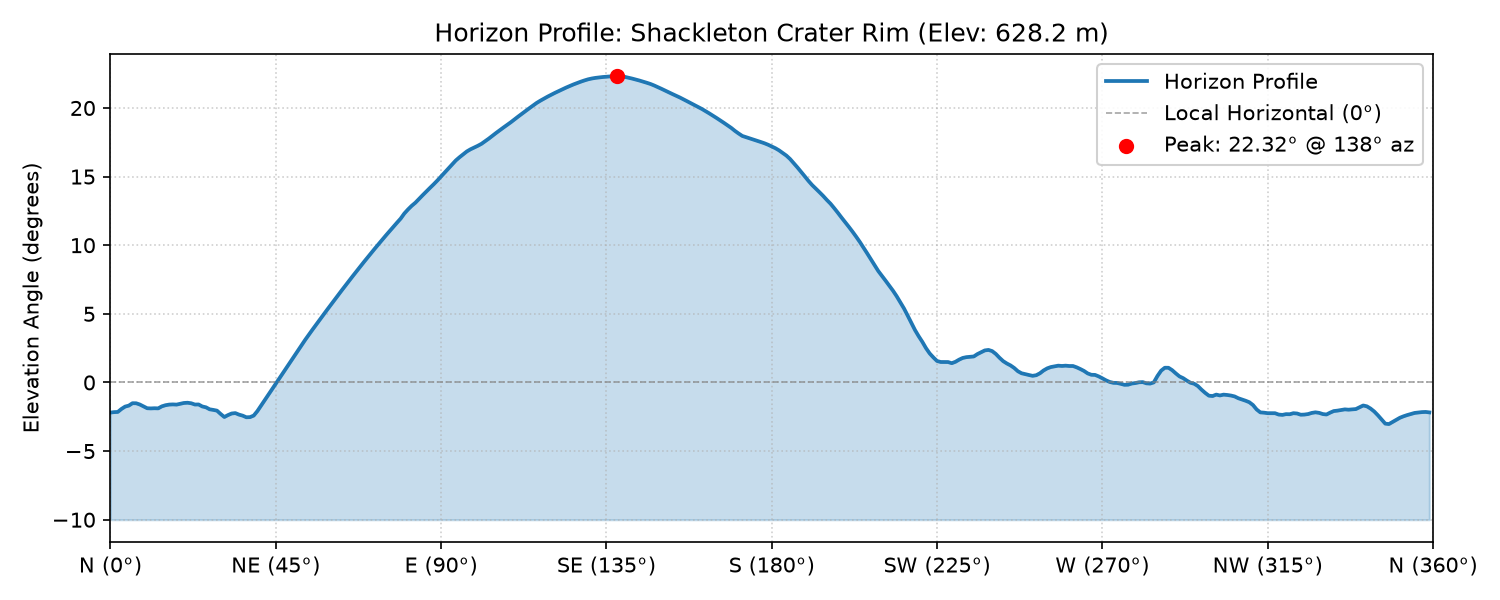 Horizon Profile: Shackleton Crater Rim (Elev: 628.2 m)
Horizon Profile
Local Horizontal (0°)
Peak: 22.32° @ 138° az
Elevation Angle (degrees)
20
15
10
5
0
−5
−10
N (0°) NE (45°) E (90°) SE (135°) S (180°) SW (225°) W (270°) NW (315°) N (360°)